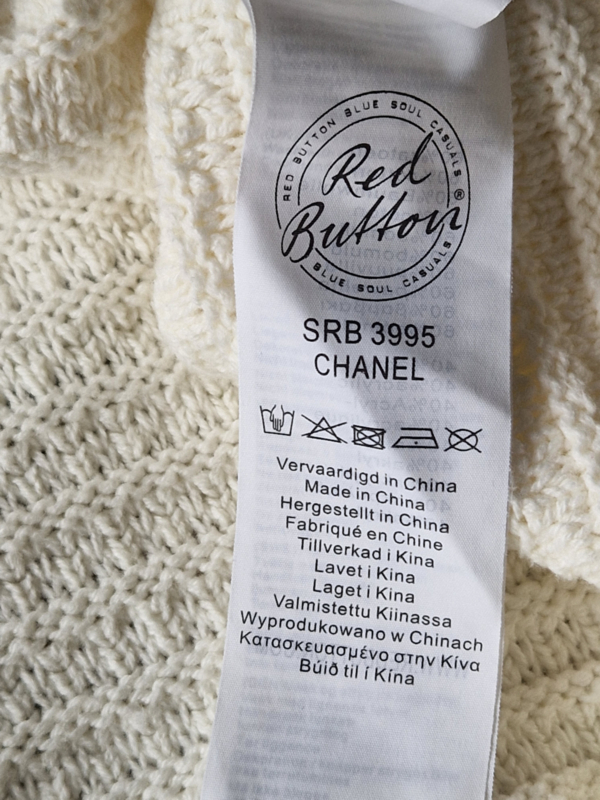 RED BUTTON BLUE SOUL CASUALS
Red
Button®
BLUE SOUL CASUALS
SRB 3995
CHANEL
Vervaardigd in China
Made in China
Hergestellt in China
Fabriqué en Chine
Tillverkad i Kina
Lavet i Kina
Laget i Kina
Valmistettu Kiinassa
Wyprodukowano w Chinach
Κατασκευασμένο στην Κίνα
Búið til í Kína